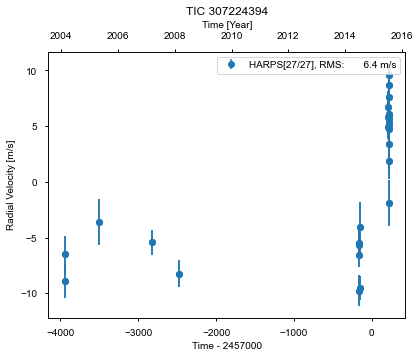 TIC 307224394
Time [Year]
2004 2006 2008 2010 2012 2014 2016
HARPS[27/27], RMS: 6.4 m/s
Radial Velocity [m/s]
10
5
0
−5
−10
−4000 −3000 −2000 −1000 0
Time - 2457000